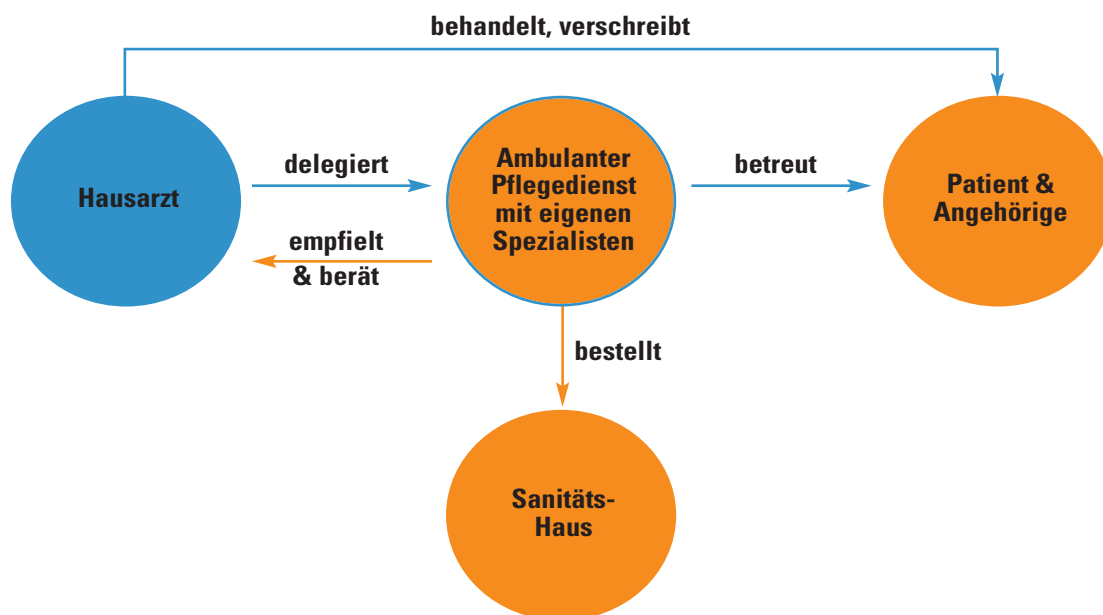 behandelt, verschreibt
Hausarzt
delegiert
empfielt
& berät
Ambulanter
Pflegedienst
mit eigenen
Spezialisten
betreut
Patient &
Angehörige
bestellt
Sanitäts-
Haus